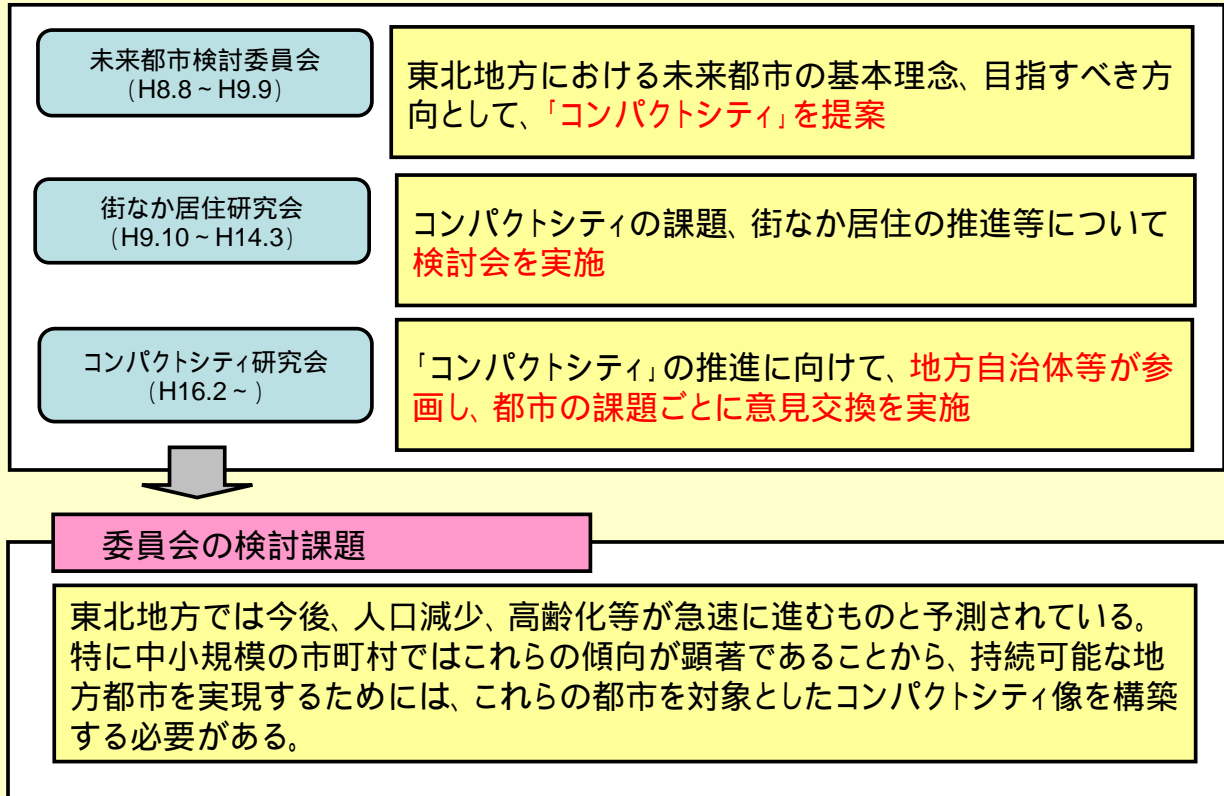 未来都市検討委員会
(H8.8～H9.9)
東北地方における未来都市の基本理念、目指すべき方
向として、「コンパクトシティ」を提案
街なか居住研究会
(H9.10～H14.3)
コンパクトシティの課題、街なか居住の推進等について
検討会を実施
コンパクトシティ研究会
(H16.2～ )
「コンパクトシティ」の推進に向けて、地方自治体等が参
画し、都市の課題ごとに意見交換を実施
委員会の検討課題
東北地方では今後、人口減少、高齢化等が急速に進むものと予測されている。
特に中小規模の市町村ではこれらの傾向が顕著であることから、持続可能な地
方都市を実現するためには、これらの都市を対象としたコンパクトシティ像を構築
する必要がある。